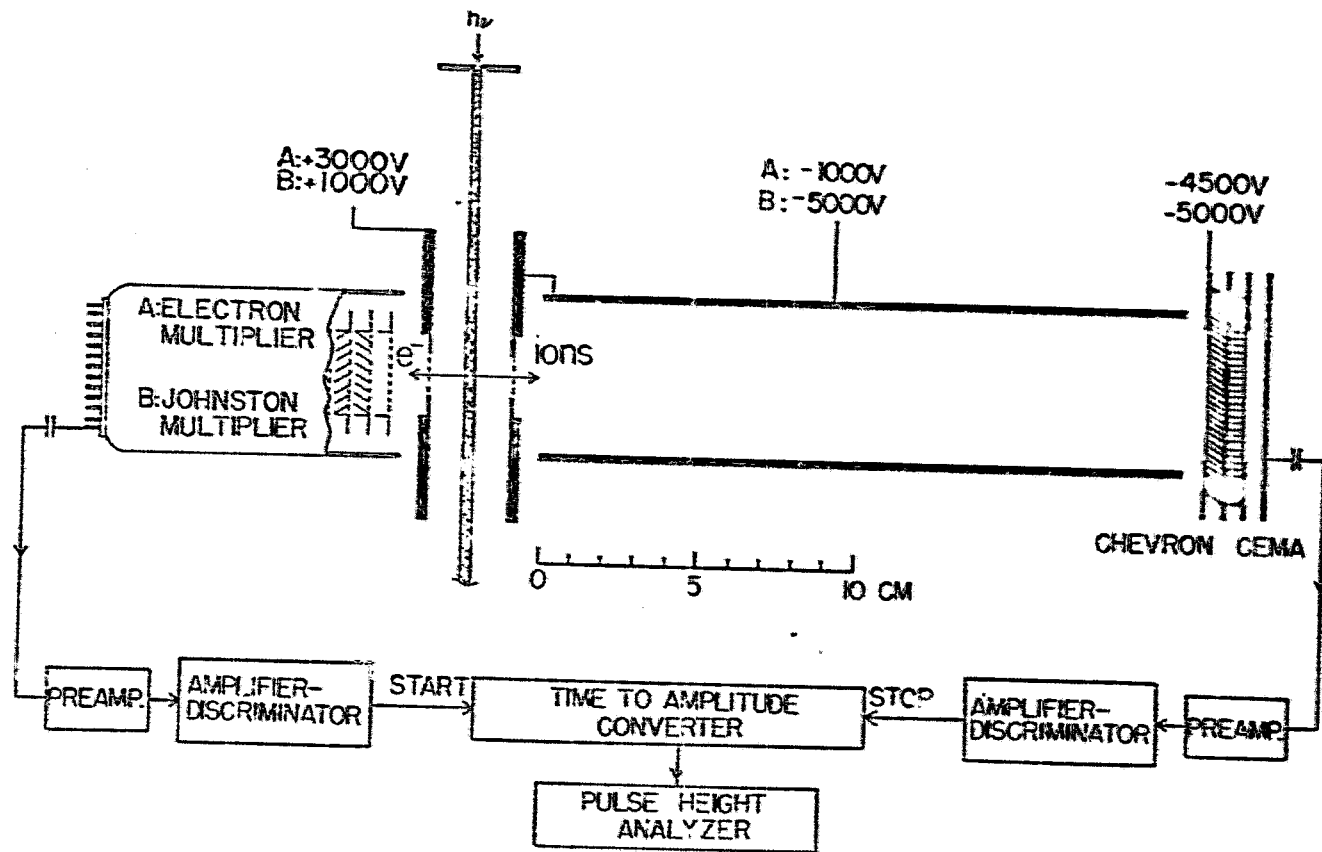 hν
A:+3000V
B:+1000V
A: -1000V
B: -5000V
-4500V
-5000V
A:ELECTRON
MULTIPLIER
e-
ions
B:JOHNSTON
MULTIPLIER
CHEVRON CEMA
0 5 10 CM
PREAMP.
AMPLIFIER-
DISCRIMINATOR
START
TIME TO AMPLITUDE
CONVERTER
STOP
AMPLIFIER-
DISCRIMINATOR
PREAMP.
PULSE HEIGHT
ANALYZER